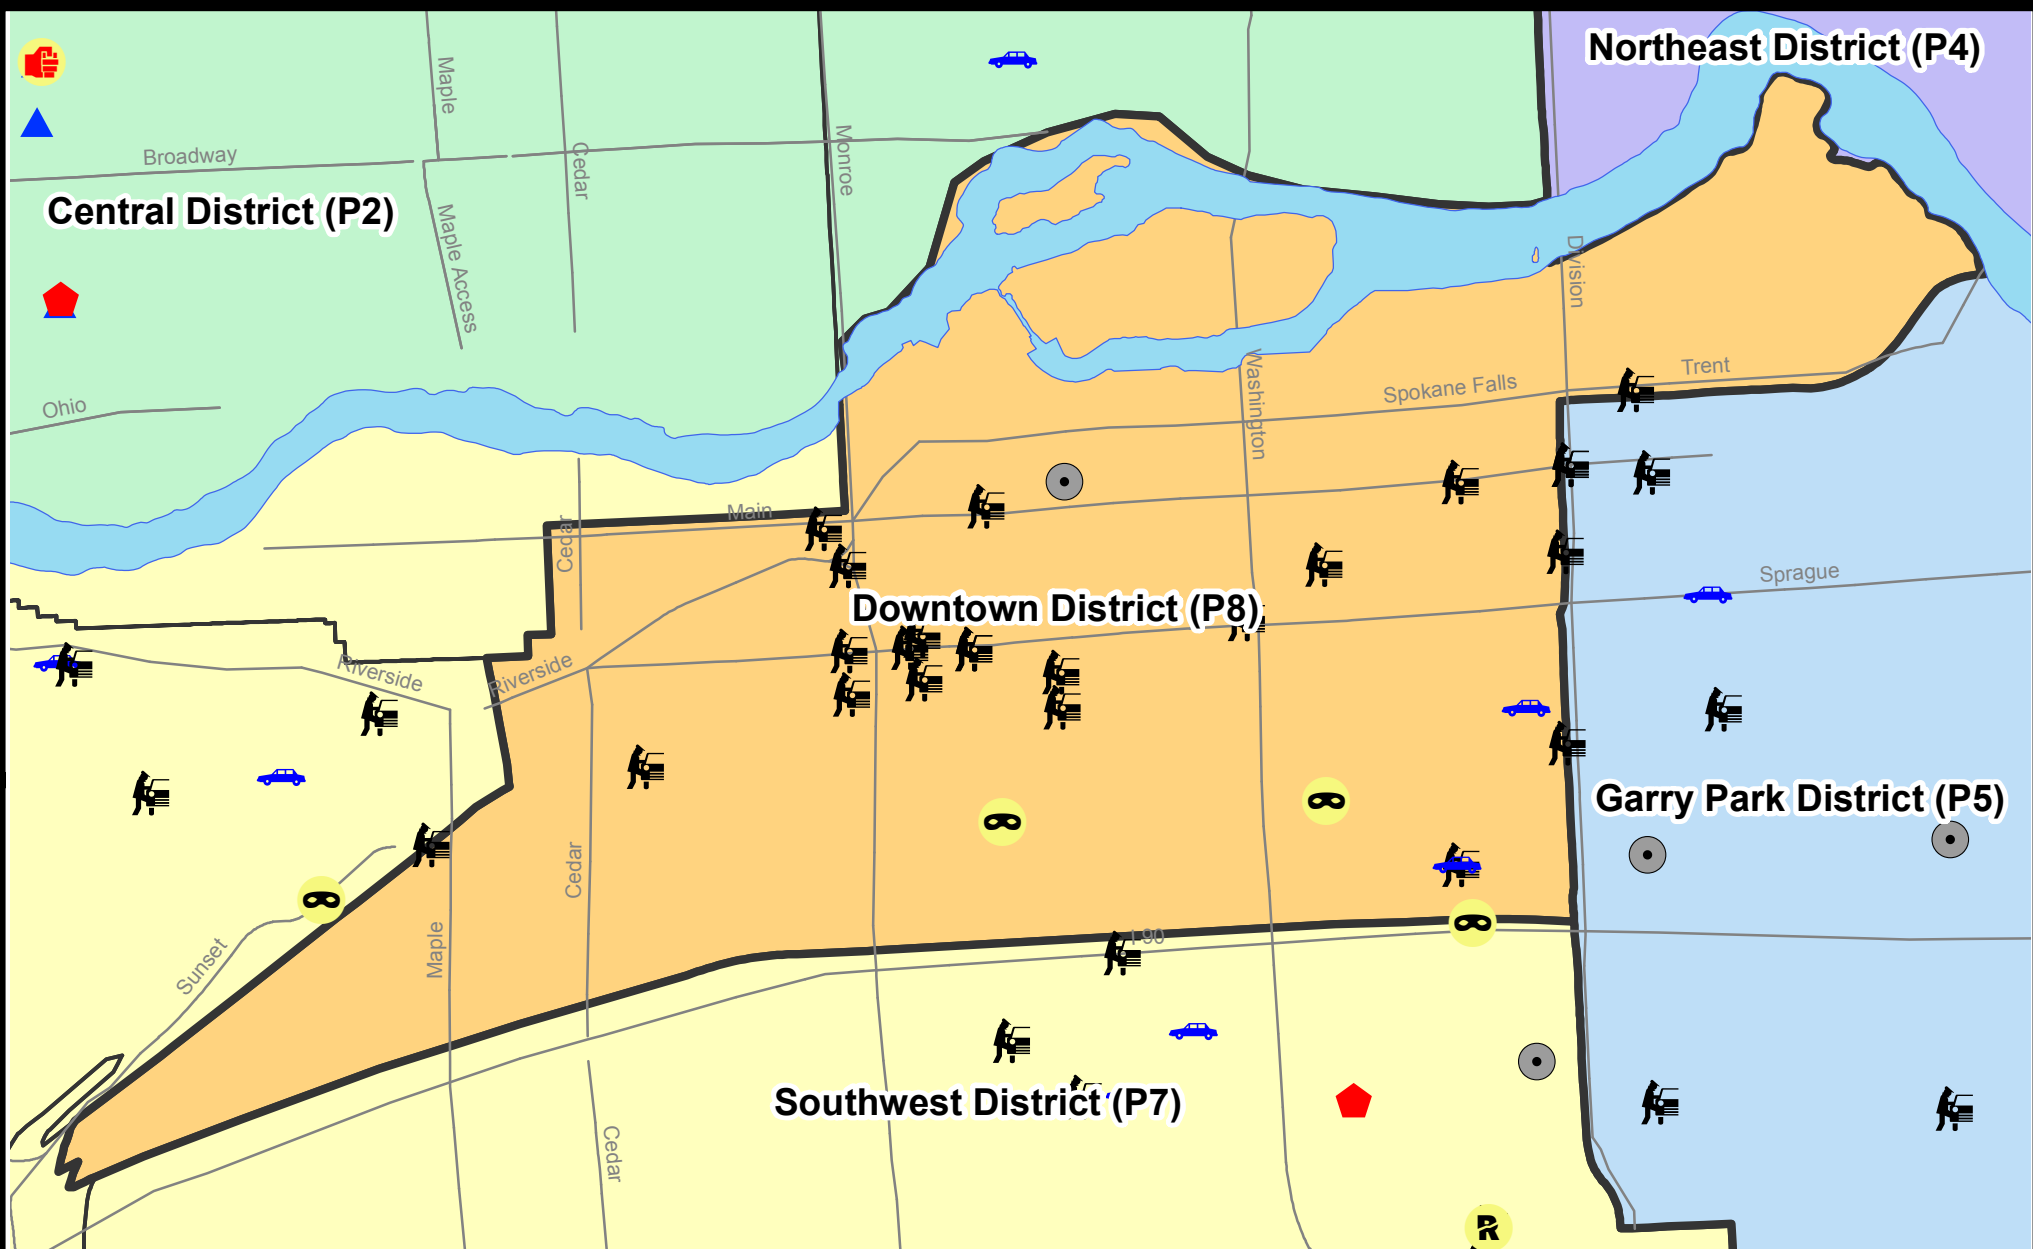 Northeast District (P4)
Maple
Monroe
Cedar
Broadway
Central District (P2)
Maple Access
Division
Washington
Trent
Spokane Falls
Ohio
Main
Cedar
Sprague
Downtown District (P8)
Riverside
Riverside
Garry Park District (P5)
Cedar
Maple
I-90
Sunset
Southwest District (P7)
Cedar
R